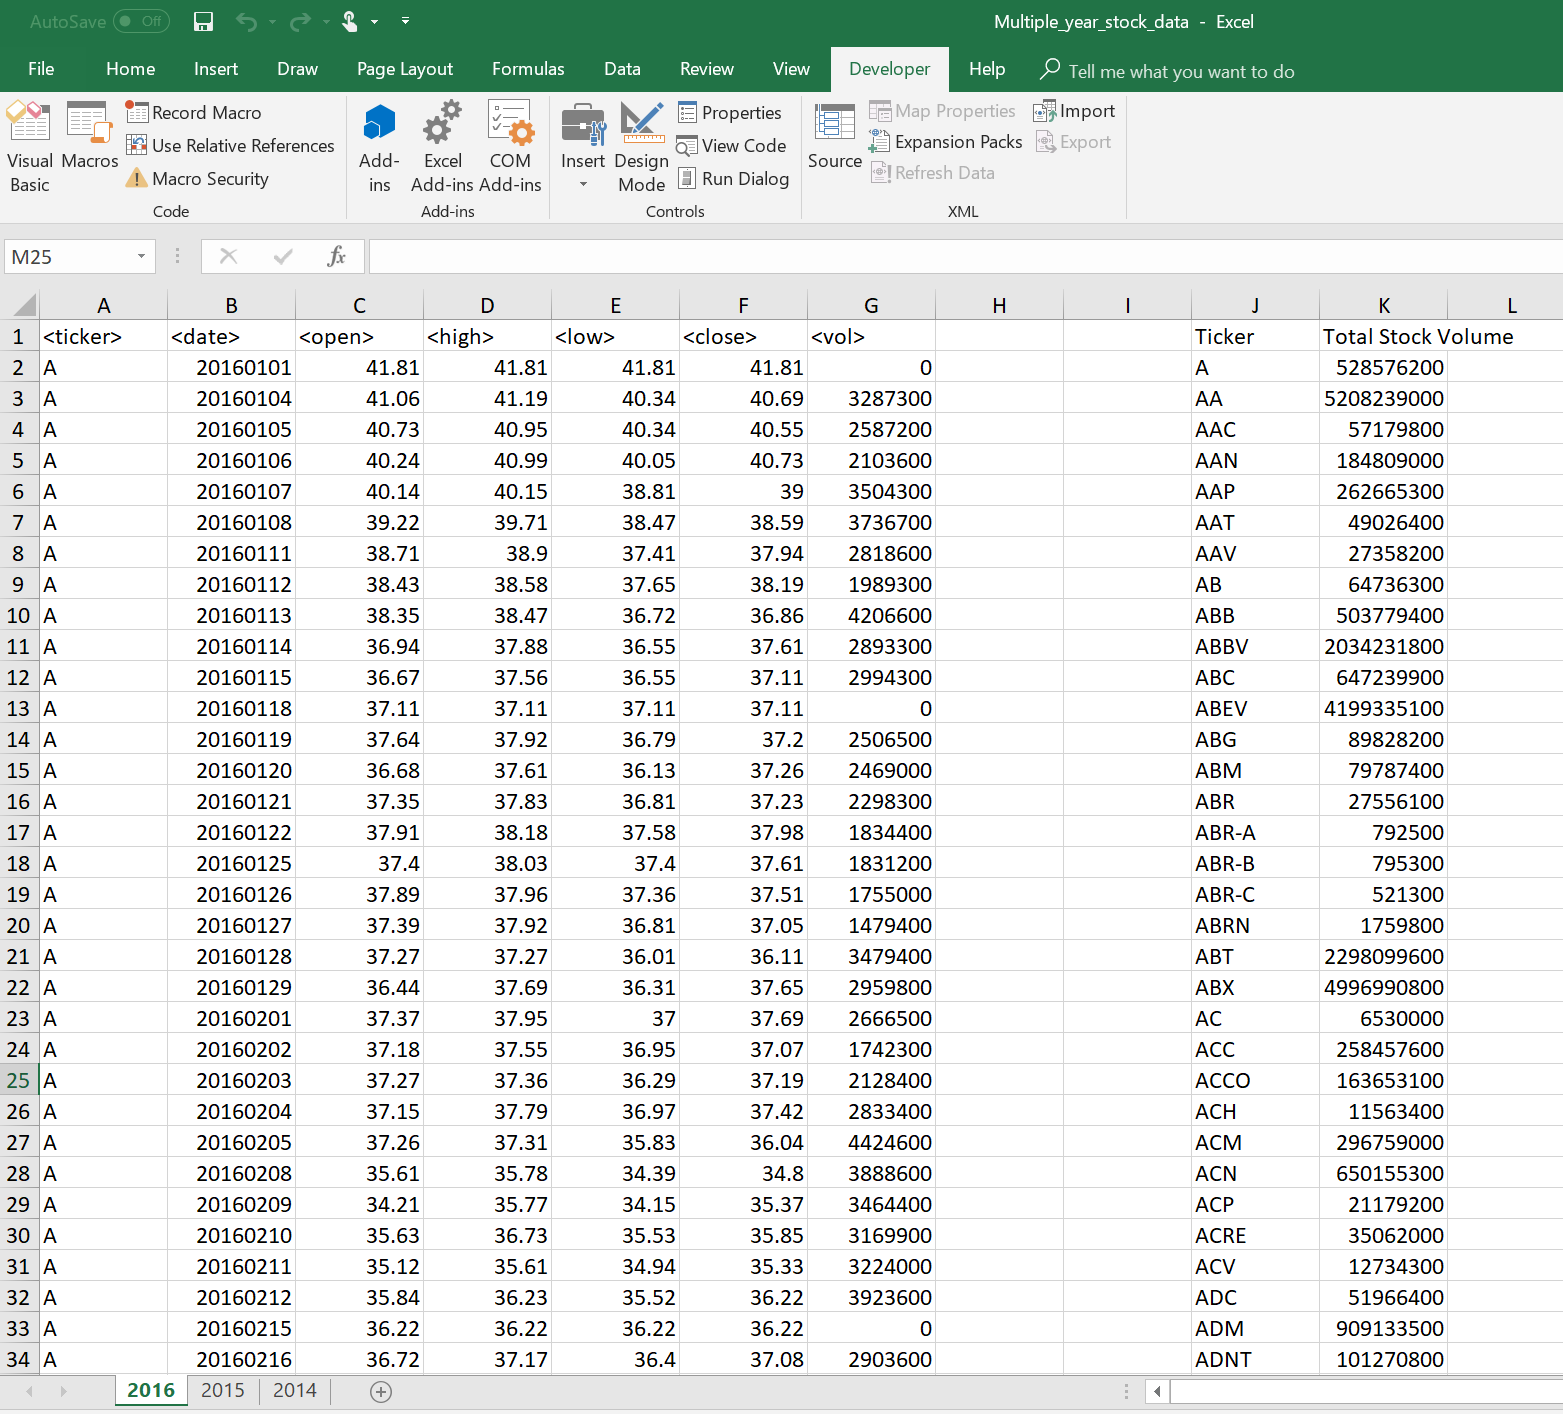 AutoSave Off Multiple_year_stock_data - Excel
File Home Insert Draw Page Layout Formulas Data Review View Developer Help Tell me what you want to do
Visual Basic Macros Record Macro Use Relative References Macro Security Code
Add-ins Excel Add-ins COM Add-ins Add-ins
Insert Design Mode Properties View Code Run Dialog Controls
Source Map Properties Expansion Packs Refresh Data Import Export XML
M25 fx
A B C D E F G H I J K L
1 <ticker> <date> <open> <high> <low> <close> <vol> Ticker Total Stock Volume
2 A 20160101 41.81 41.81 41.81 41.81 0 A 528576200
3 A 20160104 41.06 41.19 40.34 40.69 3287300 AA 5208239000
4 A 20160105 40.73 40.95 40.34 40.55 2587200 AAC 57179800
5 A 20160106 40.24 40.99 40.05 40.73 2103600 AAN 184809000
6 A 20160107 40.14 40.15 38.81 39 3504300 AAP 262665300
7 A 20160108 39.22 39.71 38.47 38.59 3736700 AAT 49026400
8 A 20160111 38.71 38.9 37.41 37.94 2818600 AAV 27358200
9 A 20160112 38.43 38.58 37.65 38.19 1989300 AB 64736300
10 A 20160113 38.35 38.47 36.72 36.86 4206600 ABB 503779400
11 A 20160114 36.94 37.88 36.55 37.61 2893300 ABBV 2034231800
12 A 20160115 36.67 37.56 36.55 37.11 2994300 ABC 647239900
13 A 20160118 37.11 37.11 37.11 37.11 0 ABEV 4199335100
14 A 20160119 37.64 37.92 36.79 37.2 2506500 ABG 89828200
15 A 20160120 36.68 37.61 36.13 37.26 2469000 ABM 79787400
16 A 20160121 37.35 37.83 36.81 37.23 2298300 ABR 27556100
17 A 20160122 37.91 38.18 37.58 37.98 1834400 ABR-A 792500
18 A 20160125 37.4 38.03 37.4 37.61 1831200 ABR-B 795300
19 A 20160126 37.89 37.96 37.36 37.51 1755000 ABR-C 521300
20 A 20160127 37.39 37.92 36.81 37.05 1479400 ABRN 1759800
21 A 20160128 37.27 37.27 36.01 36.11 3479400 ABT 2298099600
22 A 20160129 36.44 37.69 36.31 37.65 2959800 ABX 4996990800
23 A 20160201 37.37 37.95 37 37.69 2666500 AC 6530000
24 A 20160202 37.18 37.55 36.95 37.07 1742300 ACC 258457600
25 A 20160203 37.27 37.36 36.29 37.19 2128400 ACCO 163653100
26 A 20160204 37.15 37.79 36.97 37.42 2833400 ACH 11563400
27 A 20160205 37.26 37.31 35.83 36.04 4424600 ACM 296759000
28 A 20160208 35.61 35.78 34.39 34.8 3888600 ACN 650155300
29 A 20160209 34.21 35.77 34.15 35.37 3464400 ACP 21179200
30 A 20160210 35.63 36.73 35.53 35.85 3169900 ACRE 35062000
31 A 20160211 35.12 35.61 34.94 35.33 3224000 ACV 12734300
32 A 20160212 35.84 36.23 35.52 36.22 3923600 ADC 51966400
33 A 20160215 36.22 36.22 36.22 36.22 0 ADM 909133500
34 A 20160216 36.72 37.17 36.4 37.08 2903600 ADNT 101270800
2016 2015 2014